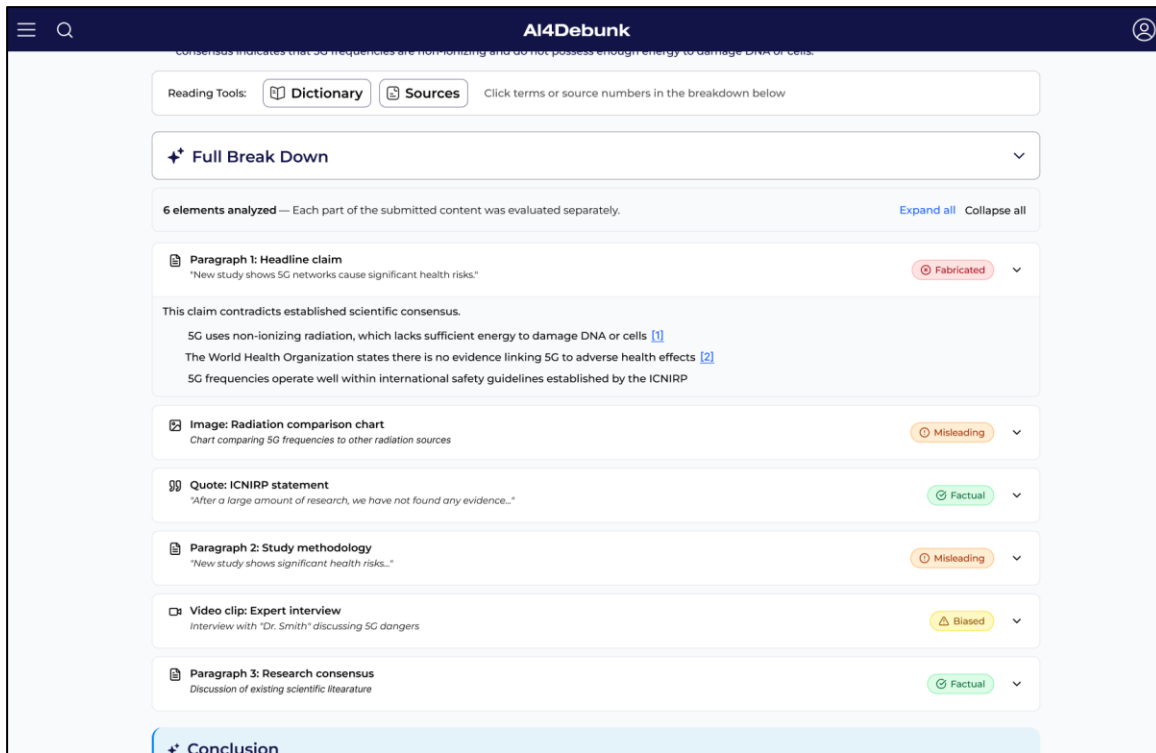 AI4Debunk
consensus indicates that 5G frequencies are non-ionizing and do not possess enough energy to damage DNA or cells.
Reading Tools: Dictionary Sources Click terms or source numbers in the breakdown below
Full Break Down
6 elements analyzed — Each part of the submitted content was evaluated separately. Expand all Collapse all
Paragraph 1: Headline claim
"New study shows 5G networks cause significant health risks."
Fabricated
This claim contradicts established scientific consensus.
5G uses non-ionizing radiation, which lacks sufficient energy to damage DNA or cells [1]
The World Health Organization states there is no evidence linking 5G to adverse health effects [2]
5G frequencies operate well within international safety guidelines established by the ICNIRP
Image: Radiation comparison chart
Chart comparing 5G frequencies to other radiation sources
Misleading
Quote: ICNIRP statement
"After a large amount of research, we have not found any evidence..."
Factual
Paragraph 2: Study methodology
"New study shows significant health risks..."
Misleading
Video clip: Expert interview
Interview with "Dr. Smith" discussing 5G dangers
Biased
Paragraph 3: Research consensus
Discussion of existing scientific litearature
Factual
Conclusion